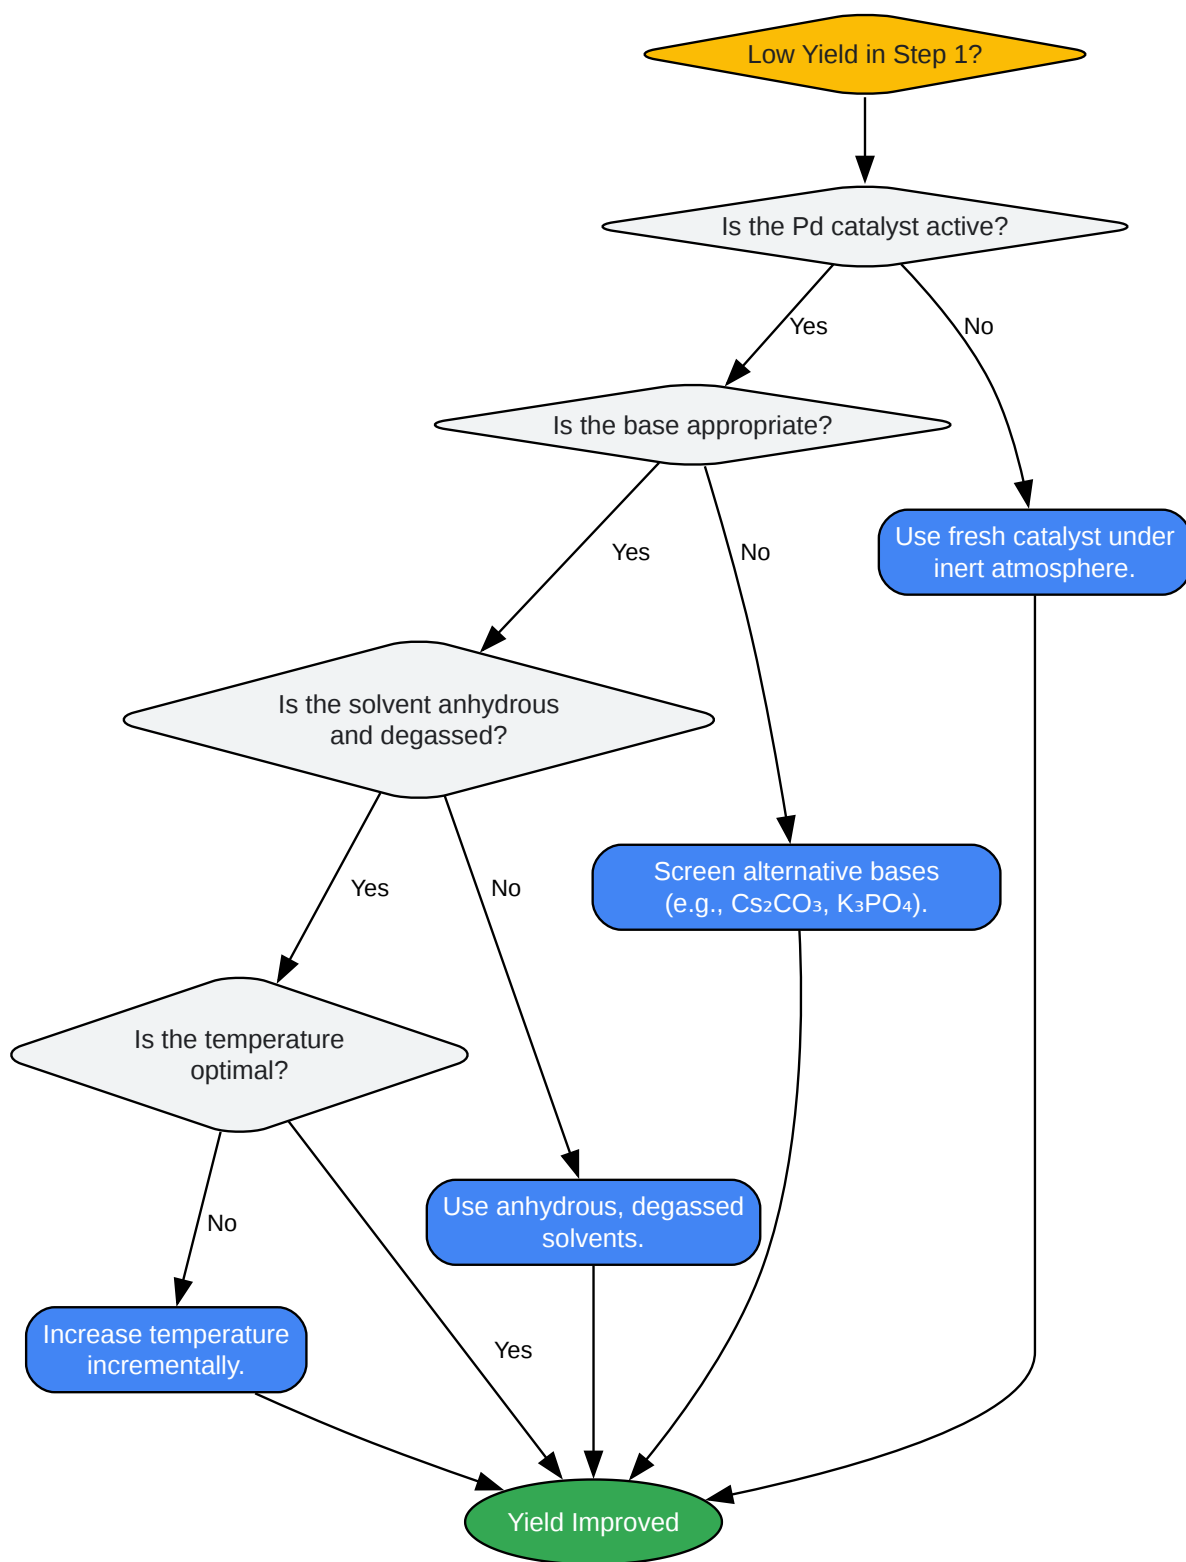 Low Yield in Step 1?
Is the Pd catalyst active?
Yes
No
Is the base appropriate?
Yes
No
Use fresh catalyst under
inert atmosphere.
Is the solvent anhydrous
and degassed?
Yes
No
Screen alternative bases
(e.g., Cs₂CO₃, K₃PO₄).
Is the temperature
optimal?
No
Yes
Use anhydrous, degassed
solvents.
Increase temperature
incrementally.
Yield Improved